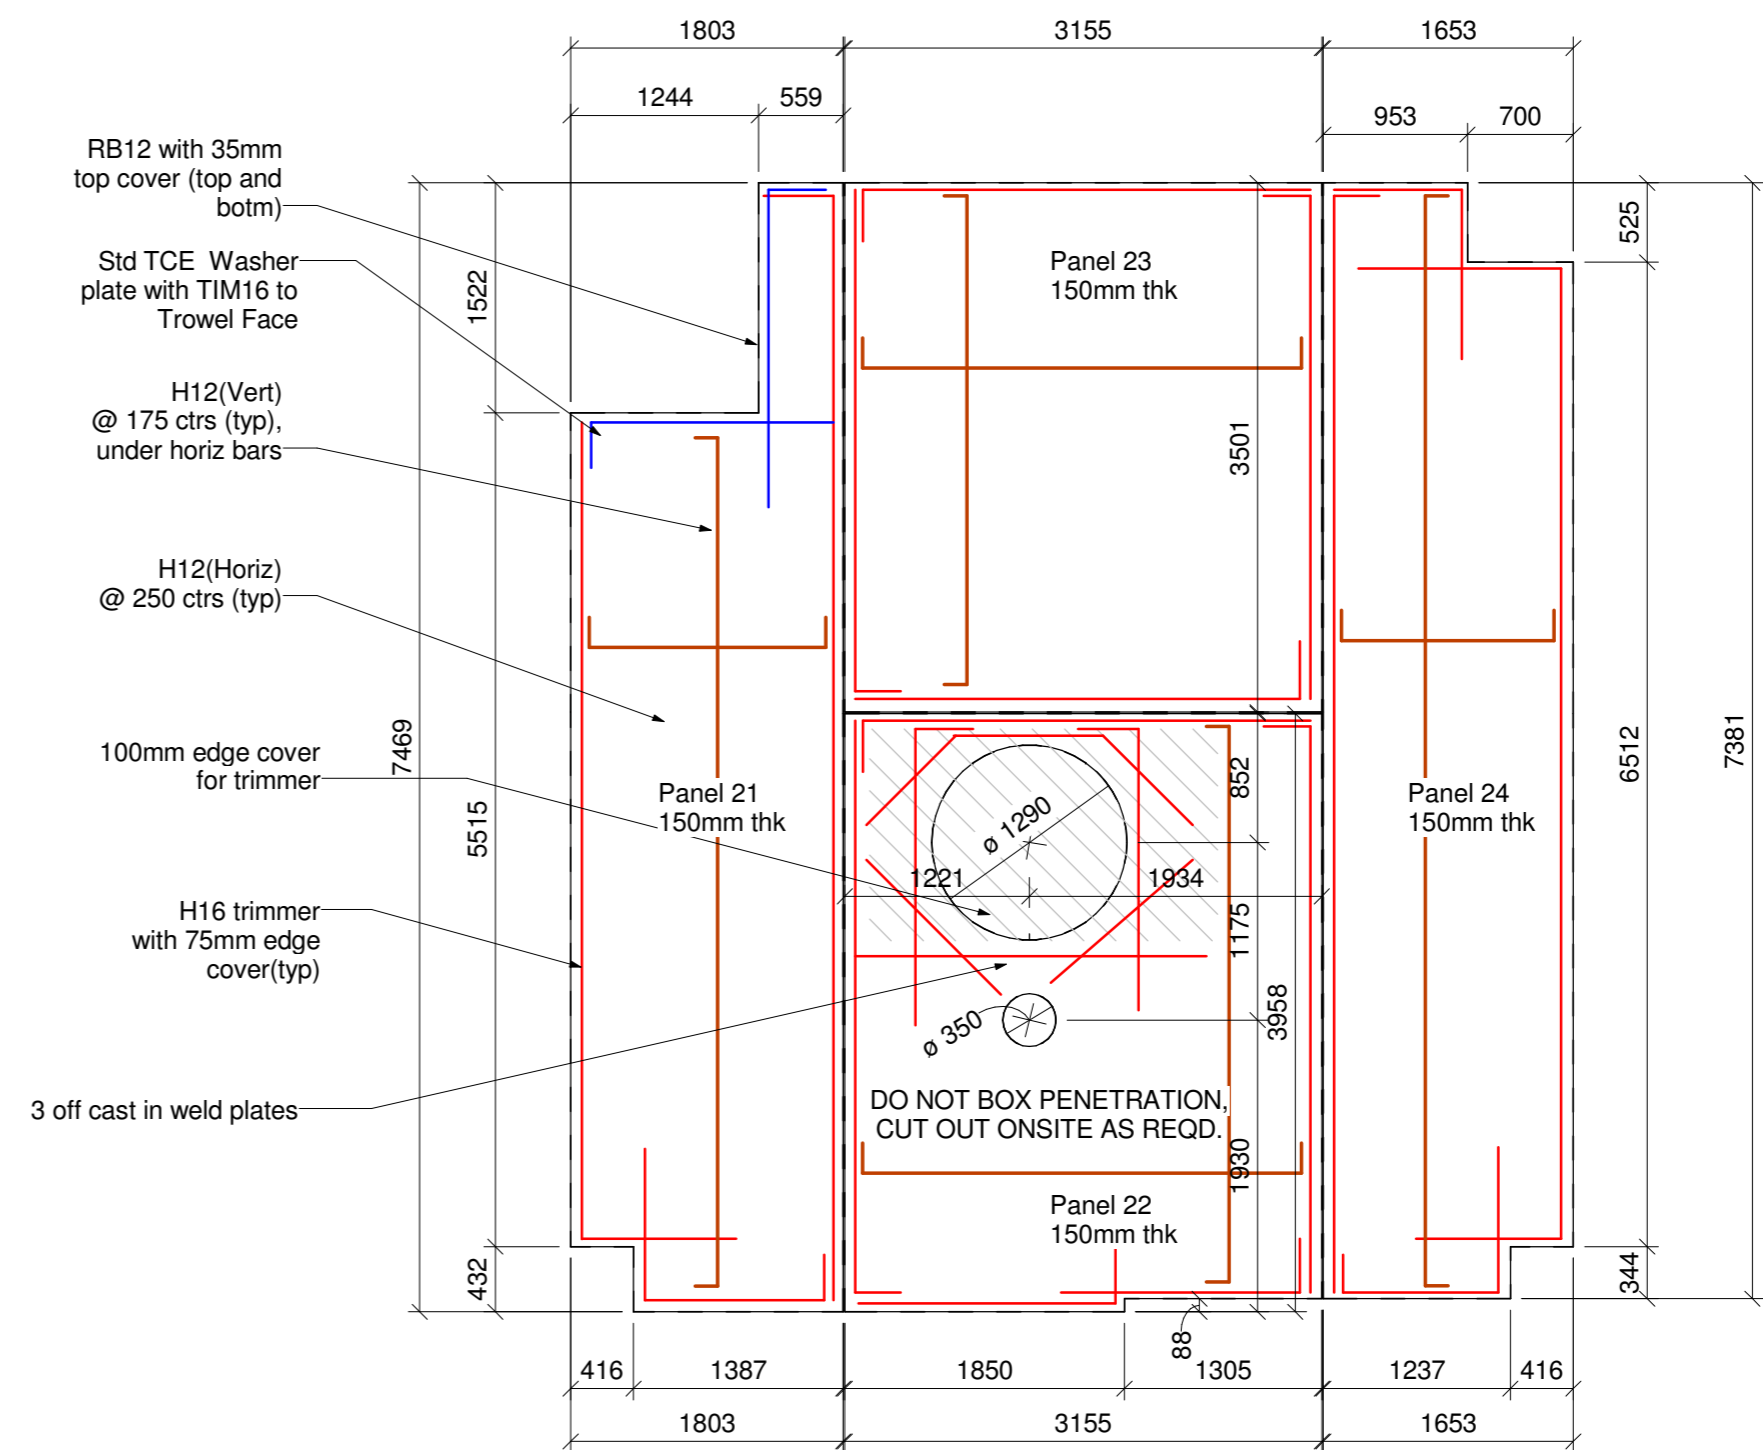 1803
3155
1653
1244
559
953
700
RB12 with 35mm
top cover (top and
botm)
Std TCE  Washer
plate with TIM16 to
Trowel Face
H12(Vert)
@ 175 ctrs (typ),
under horiz bars
H12(Horiz)
@ 250 ctrs (typ)
100mm edge cover
for trimmer
H16 trimmer
with 75mm edge
cover(typ)
3 off cast in weld plates
7469
1522
5515
432
Panel 21
150mm thk
Panel 23
150mm thk
3501
852
ø 1290
1221
1934
1175
3958
ø 350
DO NOT BOX PENETRATION,
CUT OUT ONSITE AS REQD.
1930
Panel 22
150mm thk
88
Panel 24
150mm thk
525
6512
344
7381
416
1387
1850
1305
1237
416
1803
3155
1653